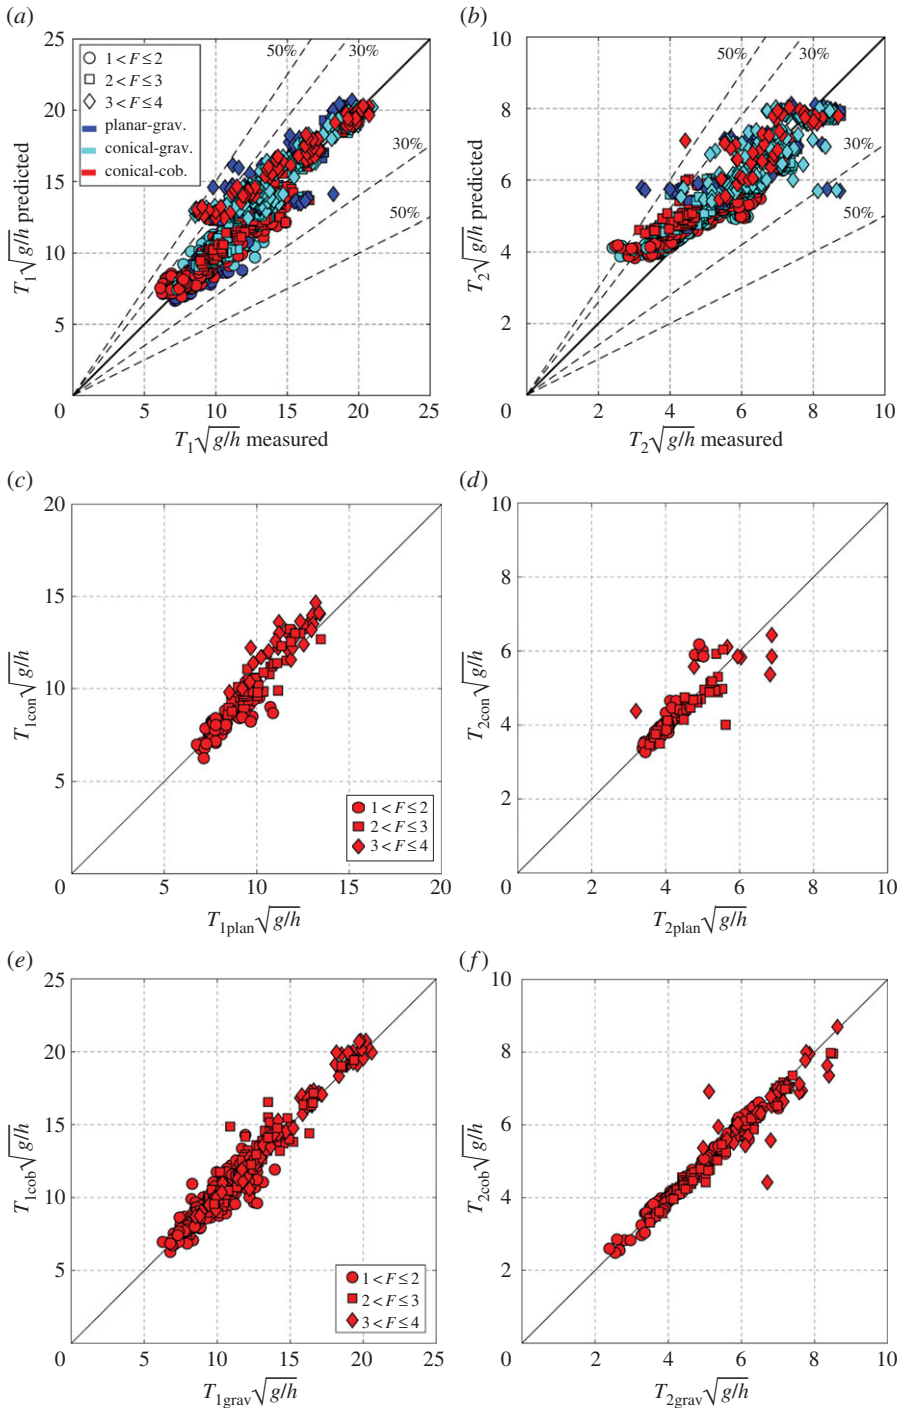 (a)
25
20
15
10
5
0
5
10
15
20
25
T₁√g/h predicted
T₁√g/h measured
50%
30%
30%
50%
1 < F ≤ 2
2 < F ≤ 3
3 < F ≤ 4
planar-grav.
conical-grav.
conical-cob.
(b)
10
8
6
4
2
0
2
4
6
8
10
T₂√g/h predicted
T₂√g/h measured
50%
30%
30%
50%
(c)
20
15
10
5
0
5
10
15
20
T1con√g/h
T1plan√g/h
1 < F ≤ 2
2 < F ≤ 3
3 < F ≤ 4
(d)
10
8
6
4
2
0
2
4
6
8
10
T2con√g/h
T2plan√g/h
(e)
25
20
15
10
5
0
5
10
15
20
25
T1cob√g/h
T1grav√g/h
1 < F ≤ 2
2 < F ≤ 3
3 < F ≤ 4
(f)
10
8
6
4
2
0
2
4
6
8
10
T2cob√g/h
T2grav√g/h